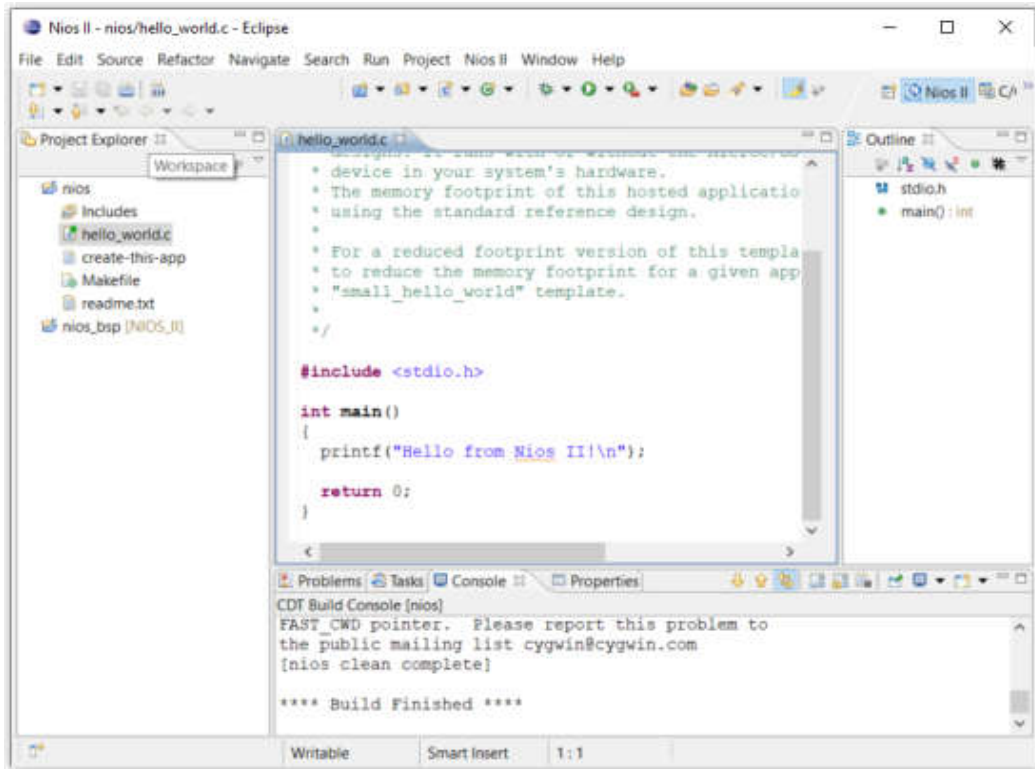 Nios II - nios/hello_world.c - Eclipse
File Edit Source Refactor Navigate Search Run Project Nios II Window Help
Nios II C/
Project Explorer
Workspace
nios
Includes
hello_world.c
create-this-app
Makefile
readme.txt
nios_bsp [NIOS_II]
hello_world.c
* device in your system's hardware.
* The memory footprint of this hosted applicatio
* using the standard reference design.
*
* For a reduced footprint version of this templa
* to reduce the memory footprint for a given app
* "small_hello_world" template.
*
*/
#include <stdio.h>
int main()
{
printf("Hello from Nios II!\n");
return 0;
}
Outline
stdio.h
main() : int
Problems Tasks Console Properties
CDT Build Console [nios]
FAST_CWD pointer. Please report this problem to
the public mailing list cygwin@cygwin.com
[nios clean complete]
**** Build Finished ****
Writable Smart Insert 1 : 1